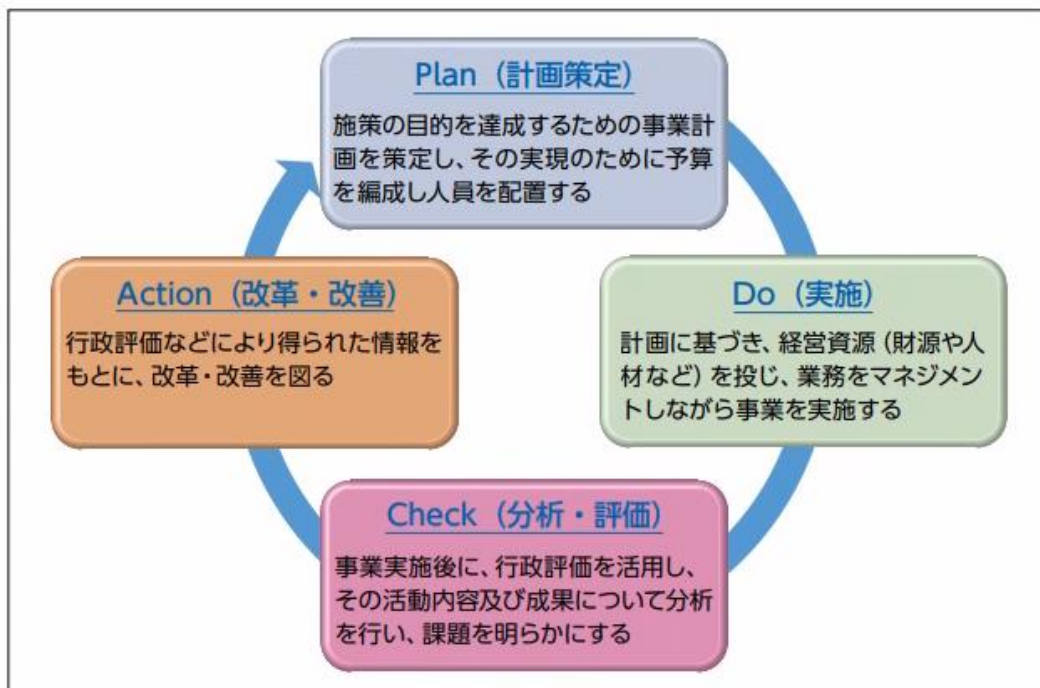 Plan（計画策定）
施策の目的を達成するための事業計
画を策定し、その実現のために予算
を編成し人員を配置する
Do（実施）
計画に基づき、経営資源（財源や人
材など）を投じ、業務をマネジメン
トしながら事業を実施する
Check（分析・評価）
事業実施後に、行政評価を活用し、
その活動内容及び成果について分析
を行い、課題を明らかにする
Action（改革・改善）
行政評価などにより得られた情報を
もとに、改革・改善を図る